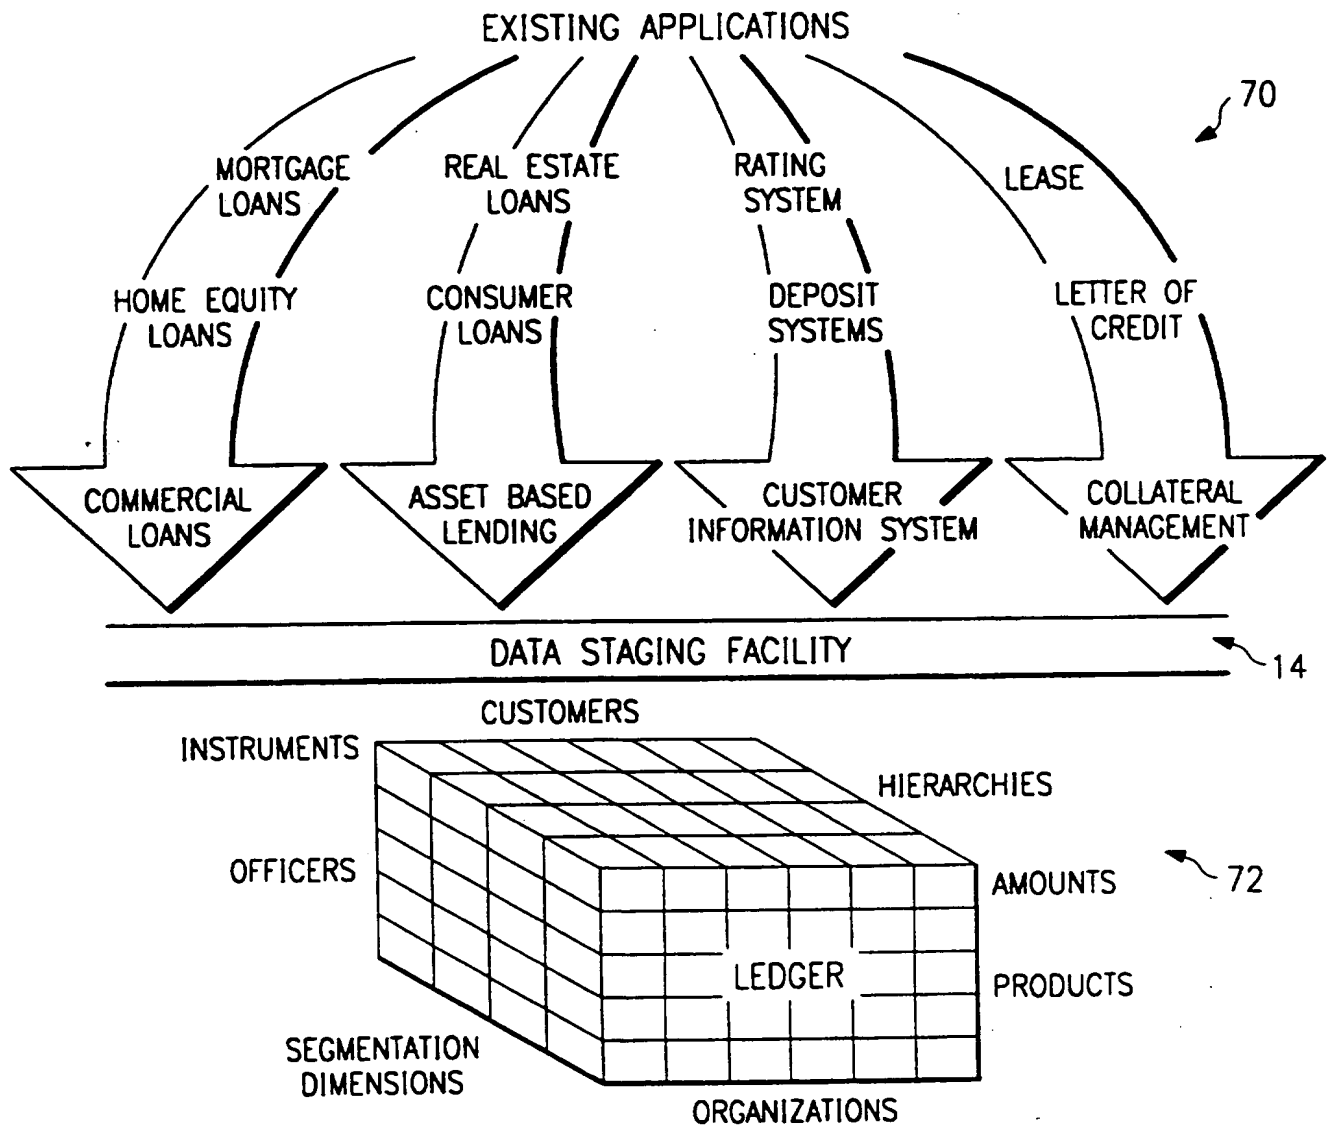 EXISTING APPLICATIONS
70
MORTGAGE
LOANS
REAL ESTATE
LOANS
RATING
SYSTEM
LEASE
HOME EQUITY
LOANS
CONSUMER
LOANS
DEPOSIT
SYSTEMS
LETTER OF
CREDIT
COMMERCIAL
LOANS
ASSET BASED
LENDING
CUSTOMER
INFORMATION SYSTEM
COLLATERAL
MANAGEMENT
DATA STAGING FACILITY
14
CUSTOMERS
INSTRUMENTS
HIERARCHIES
OFFICERS
AMOUNTS
72
LEDGER
PRODUCTS
SEGMENTATION
DIMENSIONS
ORGANIZATIONS